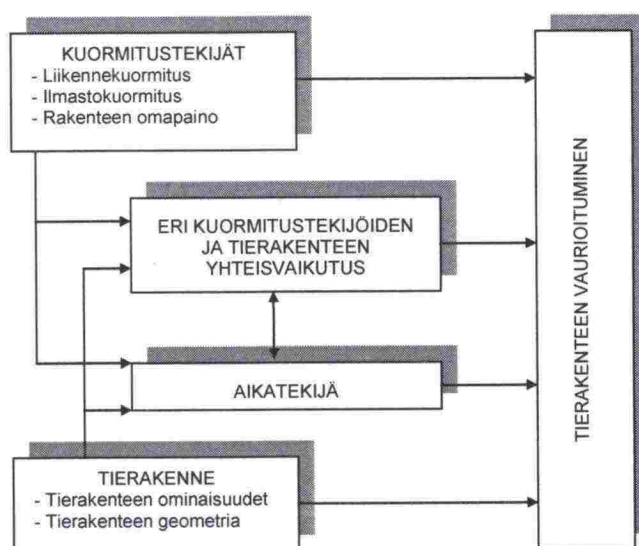 KUORMITUSTEKIJÄT
- Liikennekuormitus
- Ilmastokuormitus
- Rakenteen omapaino
ERI KUORMITUSTEKIJÖIDEN
JA TIERAKENTEEN
YHTEISVAIKUTUS
AIKATEKIJÄ
TIERAKENNE
- Tierakenteen ominaisuudet
- Tierakenteen geometria
TIERAKENTEEN VAURIOITUMINEN